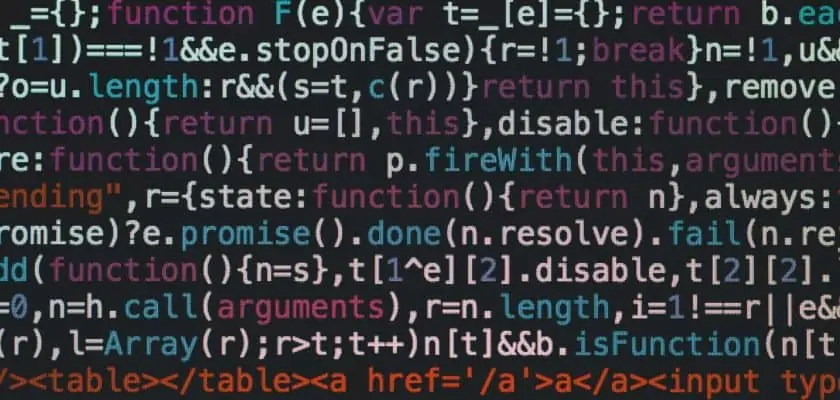 _={};function F(e){var t=_[e]={};return b.ea
t[1])===!1&&e.stopOnFalse){r=!1;break}n=!1,u&
?o=u.length:r&&(s=t,c(r))}return this},remove
nction(){return u=[],this},disable:function()
re:function(){return p.fireWith(this,argument
ending",r={state:function(){return n},always:
romise)?e.promise().done(n.resolve).fail(n.re
dd(function(){n=s},t[1^e][2].disable,t[2][2].
=0,n=h.call(arguments),r=n.length,i=1!==r||e&
(r),l=Array(r);r>t;t++)n[t]&&b.isFunction(n[t
/><table></table><a href='/a'>a</a><input typ